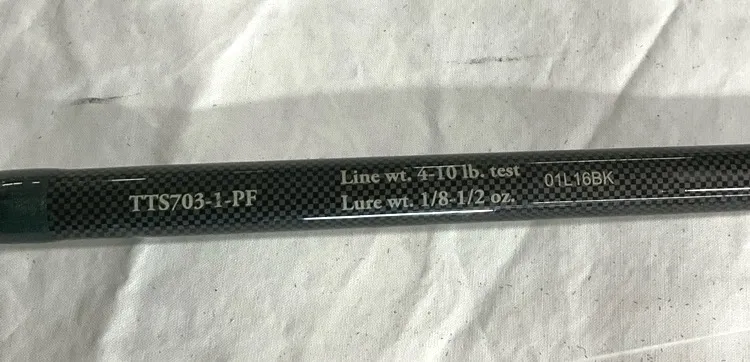 TTS703-1-PF
Line wt. 4-10 lb. test
Lure wt. 1/8-1/2 oz.
01L16BK